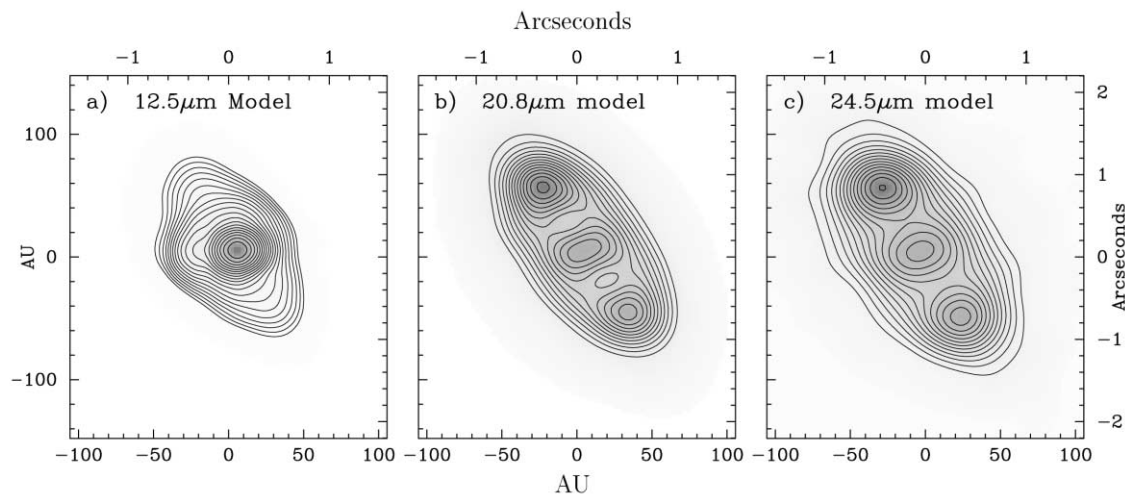 Arcseconds
−1 0 1 −1 0 1 −1 0 1
a) 12.5μm Model b) 20.8μm model c) 24.5μm model
2
100
1
AU 0 0 Arcseconds
−1
−100
−2
−100 −50 0 50 100 −100 −50 0 50 100 −100 −50 0 50 100
AU